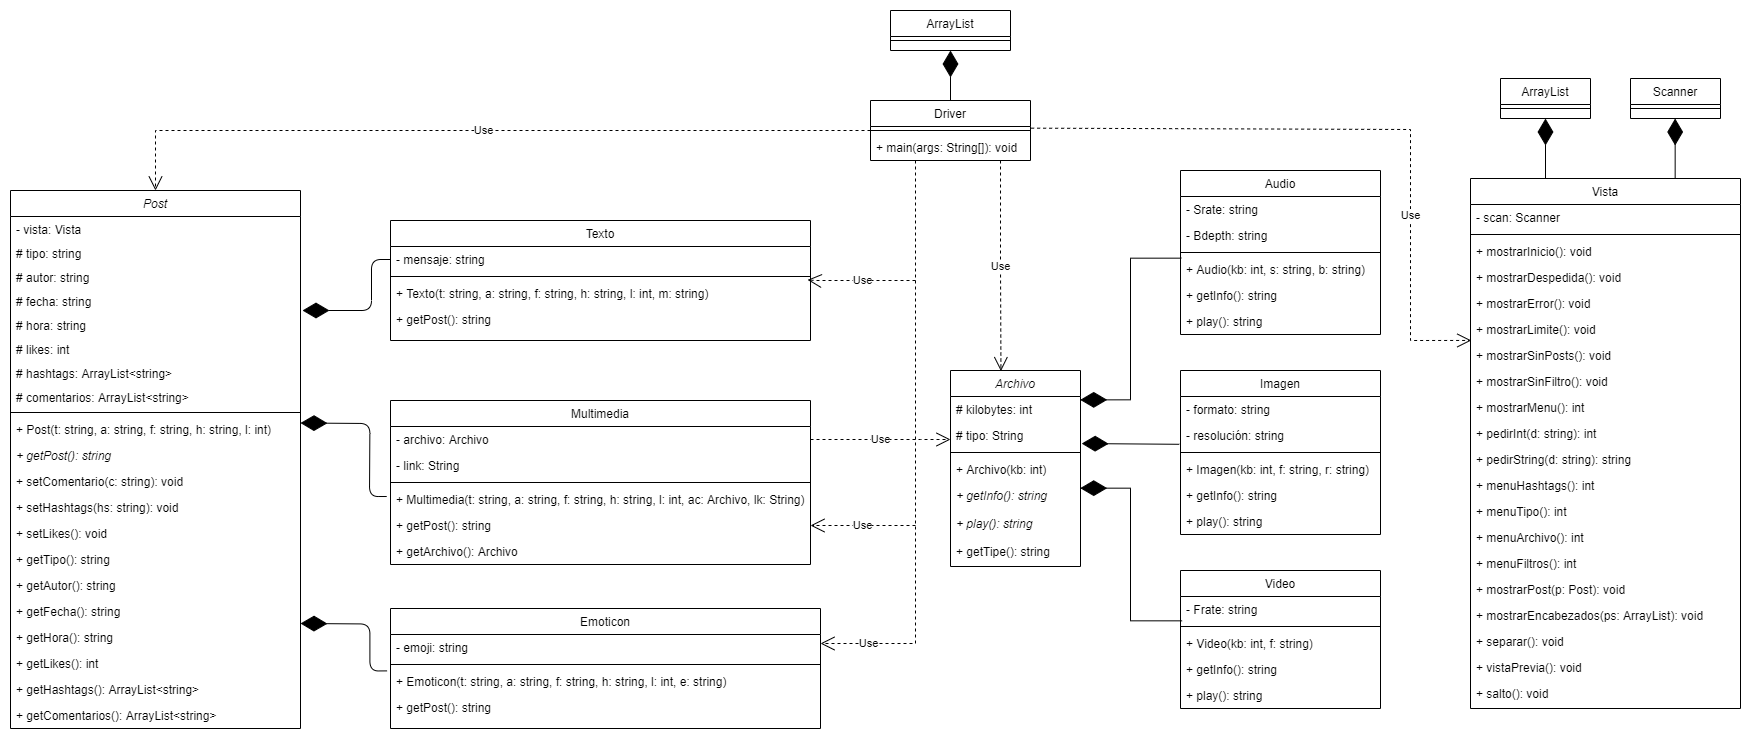 ArrayList
Driver
+ main(args: String[]): void
Use
Use
Use
Use
Use
Use
Use
Post
- vista: Vista
# tipo: string
# autor: string
# fecha: string
# hora: string
# likes: int
# hashtags: ArrayList<string>
# comentarios: ArrayList<string>
+ Post(t: string, a: string, f: string, h: string, l: int)
+ getPost(): string
+ setComentario(c: string): void
+ setHashtags(hs: string): void
+ setLikes(): void
+ getTipo(): string
+ getAutor(): string
+ getFecha(): string
+ getHora(): string
+ getLikes(): int
+ getHashtags(): ArrayList<string>
+ getComentarios(): ArrayList<string>
Texto
- mensaje: string
+ Texto(t: string, a: string, f: string, h: string, l: int, m: string)
+ getPost(): string
Multimedia
- archivo: Archivo
- link: String
+ Multimedia(t: string, a: string, f: string, h: string, l: int, ac: Archivo, lk: String)
+ getPost(): string
+ getArchivo(): Archivo
Emoticon
- emoji: string
+ Emoticon(t: string, a: string, f: string, h: string, l: int, e: string)
+ getPost(): string
Archivo
# kilobytes: int
# tipo: String
+ Archivo(kb: int)
+ getInfo(): string
+ play(): string
+ getTipe(): string
Audio
- Srate: string
- Bdepth: string
+ Audio(kb: int, s: string, b: string)
+ getInfo(): string
+ play(): string
Imagen
- formato: string
- resolución: string
+ Imagen(kb: int, f: string, r: string)
+ getInfo(): string
+ play(): string
Video
- Frate: string
+ Video(kb: int, f: string)
+ getInfo(): string
+ play(): string
ArrayList
Scanner
Vista
- scan: Scanner
+ mostrarInicio(): void
+ mostrarDespedida(): void
+ mostrarError(): void
+ mostrarLimite(): void
+ mostrarSinPosts(): void
+ mostrarSinFiltro(): void
+ mostrarMenu(): int
+ pedirInt(d: string): int
+ pedirString(d: string): string
+ menuHashtags(): int
+ menuTipo(): int
+ menuArchivo(): int
+ menuFiltros(): int
+ mostrarPost(p: Post): void
+ mostrarEncabezados(ps: ArrayList): void
+ separar(): void
+ vistaPrevia(): void
+ salto(): void